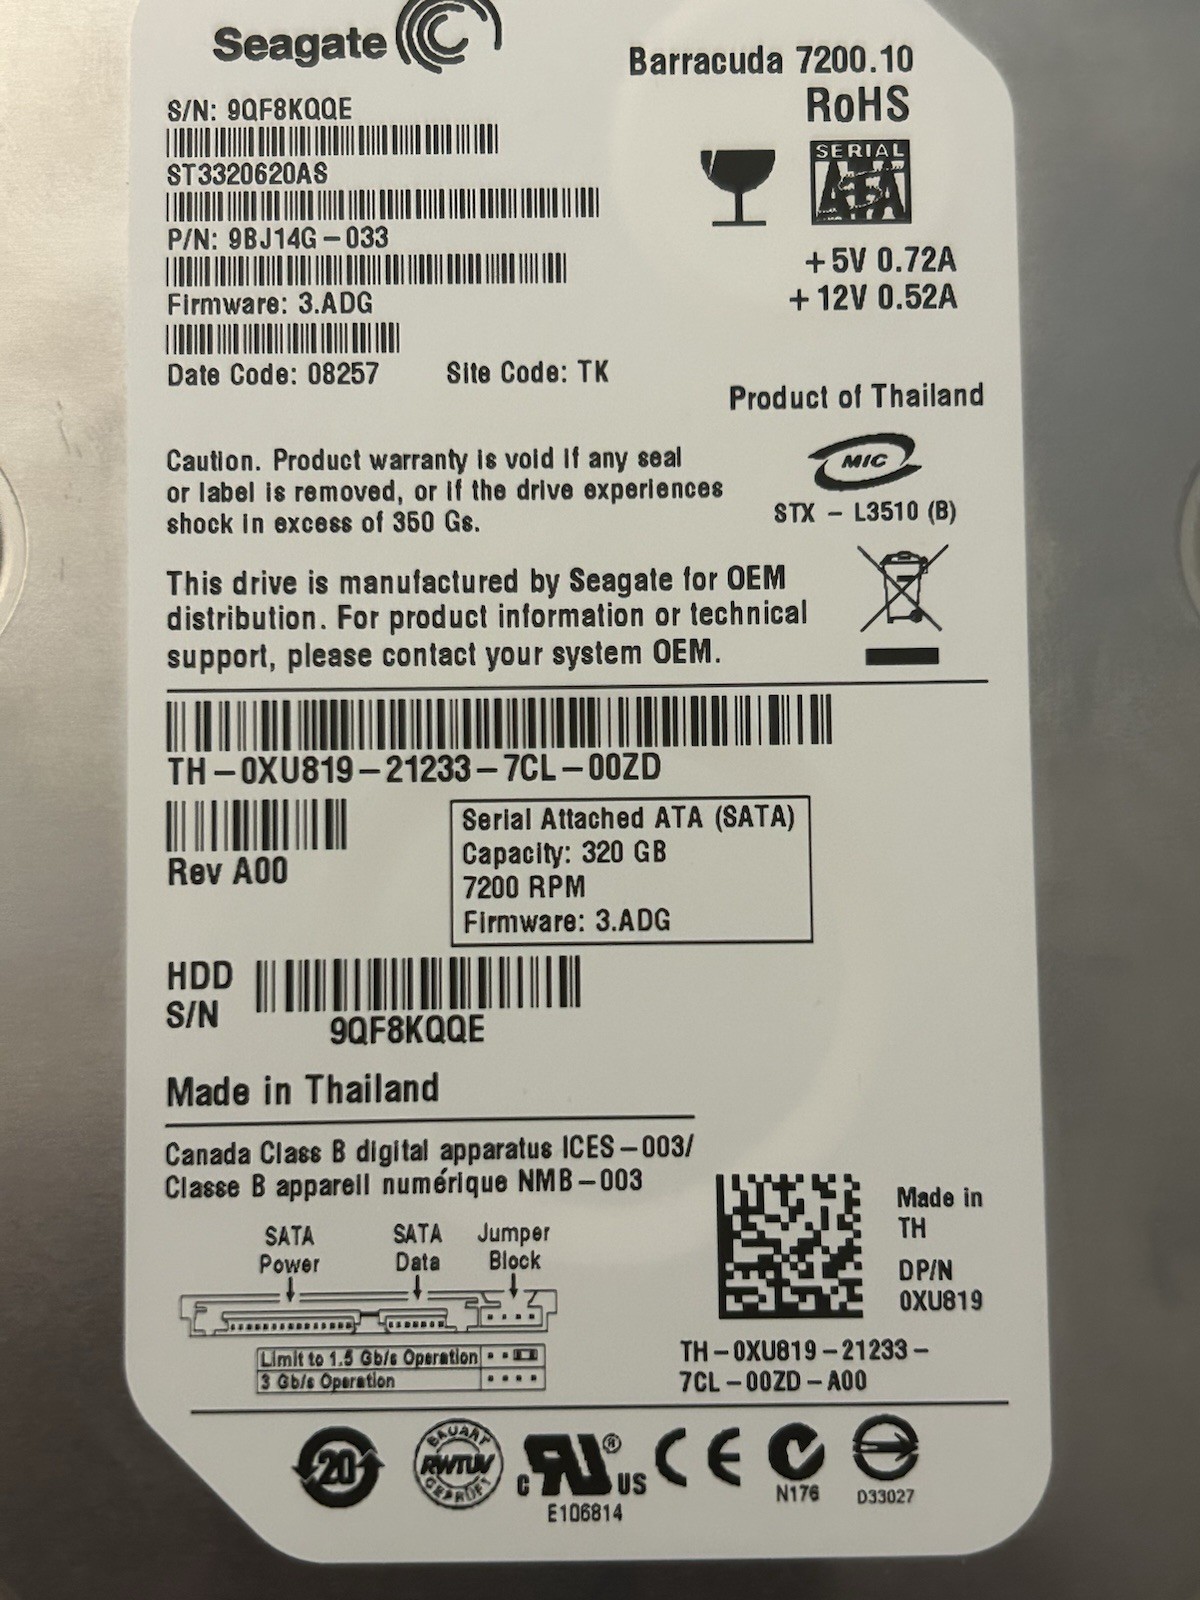 Seagate
Barracuda 7200.10
RoHS
S/N: 9QF8KQQE
SERIAL
ATA
ST3320620AS
P/N: 9BJ14G-033
+5V 0.72A
+12V 0.52A
Firmware: 3.ADG
Date Code: 08257 Site Code: TK
Product of Thailand
Caution. Product warranty is void if any seal
or label is removed, or if the drive experiences
shock in excess of 350 Gs.
MIC
STX - L3510 (B)
This drive is manufactured by Seagate for OEM
distribution. For product information or technical
support, please contact your system OEM.
TH-0XU819-21233-7CL-00ZD
Rev A00
Serial Attached ATA (SATA)
Capacity: 320 GB
7200 RPM
Firmware: 3.ADG
HDD
S/N
9QF8KQQE
Made in Thailand
Canada Class B digital apparatus ICES-003/
Classe B appareil numérique NMB-003
SATA Power
SATA Data
Jumper Block
Limit to 1.5 Gb/s Operation
3 Gb/s Operation
Made in
TH
DP/N
0XU819
TH-0XU819-21233-
7CL-00ZD-A00
20
BAUART
RWTUV
GEPRÜFT
c RU ® US
E106814
CE
N176
D33027